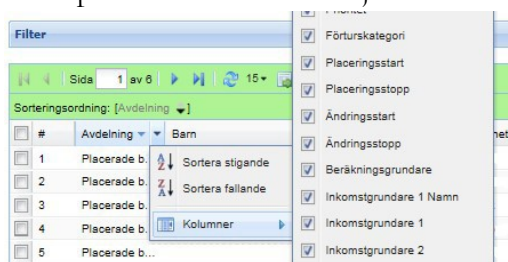 Filter
Sida 1 av 6 15
Sorteringsordning: [Avdelning]
# Avdelning Barn
1 Placerade b...
2 Placerade b...
3 Placerade b...
4 Placerade b...
5 Placerade b...
Sortera stigande
Sortera fallande
Kolumner
Prioritet
Förturskategori
Placeringsstart
Placeringsstopp
Ändringsstart
Ändringsstopp
Beräkningsgrundare
Inkomstgrundare 1 Namn
Inkomstgrundare 1
Inkomstgrundare 2